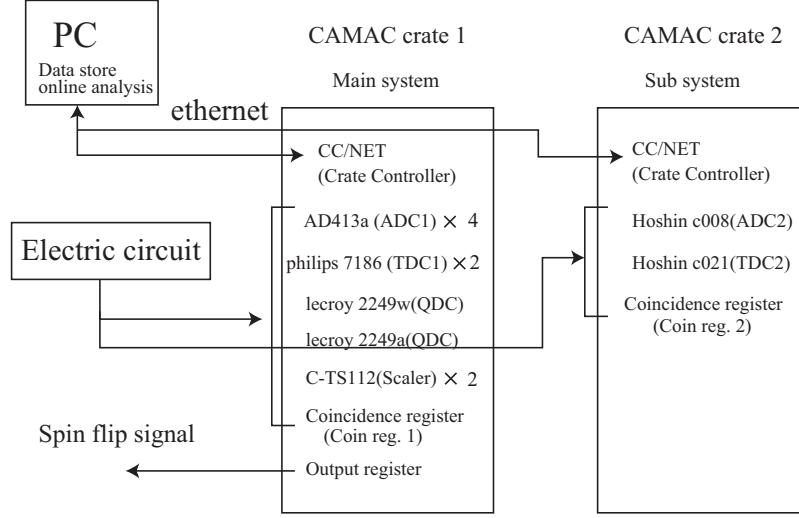 PC
Data store
online analysis
ethernet
Electric circuit
Spin flip signal
CAMAC crate 1
Main system
CC/NET
(Crate Controller)
AD413a (ADC1) × 4
philips 7186 (TDC1) ×2
lecroy 2249w(QDC)
lecroy 2249a(QDC)
C-TS112(Scaler) × 2
Coincidence register
(Coin reg. 1)
Output register
CAMAC crate 2
Sub system
CC/NET
(Crate Controller)
Hoshin c008(ADC2)
Hoshin c021(TDC2)
Coincidence register
(Coin reg. 2)